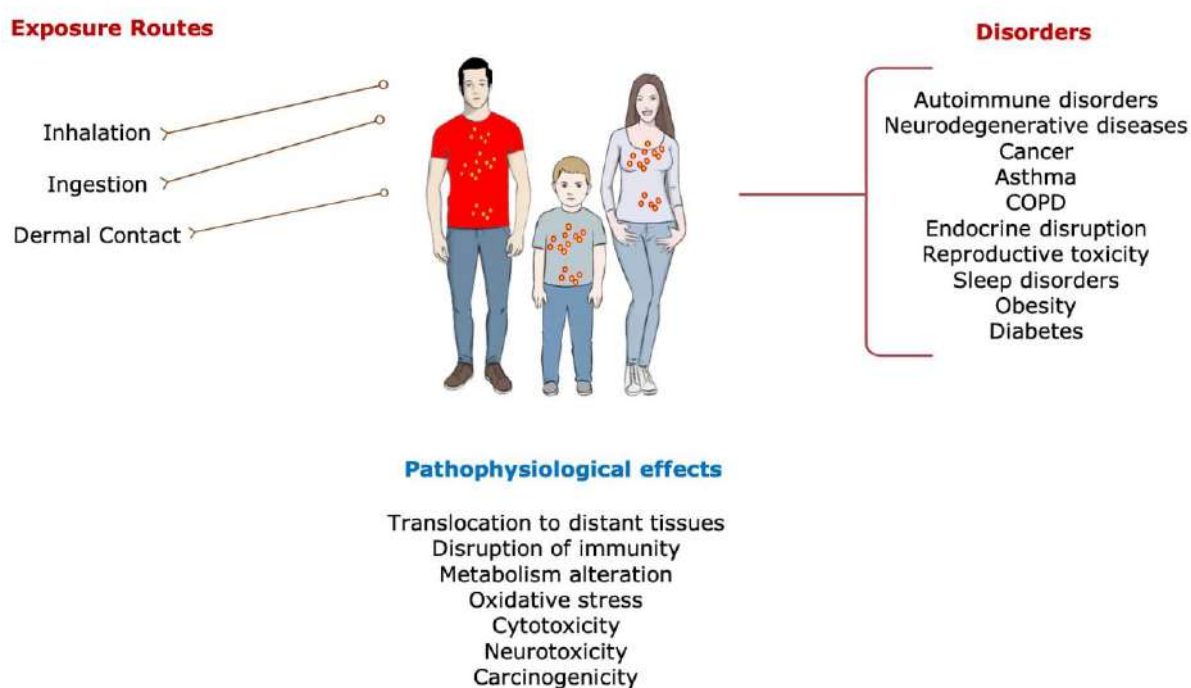 Exposure Routes
Inhalation
Ingestion
Dermal Contact
Disorders
Autoimmune disorders
Neurodegenerative diseases
Cancer
Asthma
COPD
Endocrine disruption
Reproductive toxicity
Sleep disorders
Obesity
Diabetes
Pathophysiological effects
Translocation to distant tissues
Disruption of immunity
Metabolism alteration
Oxidative stress
Cytotoxicity
Neurotoxicity
Carcinogenicity